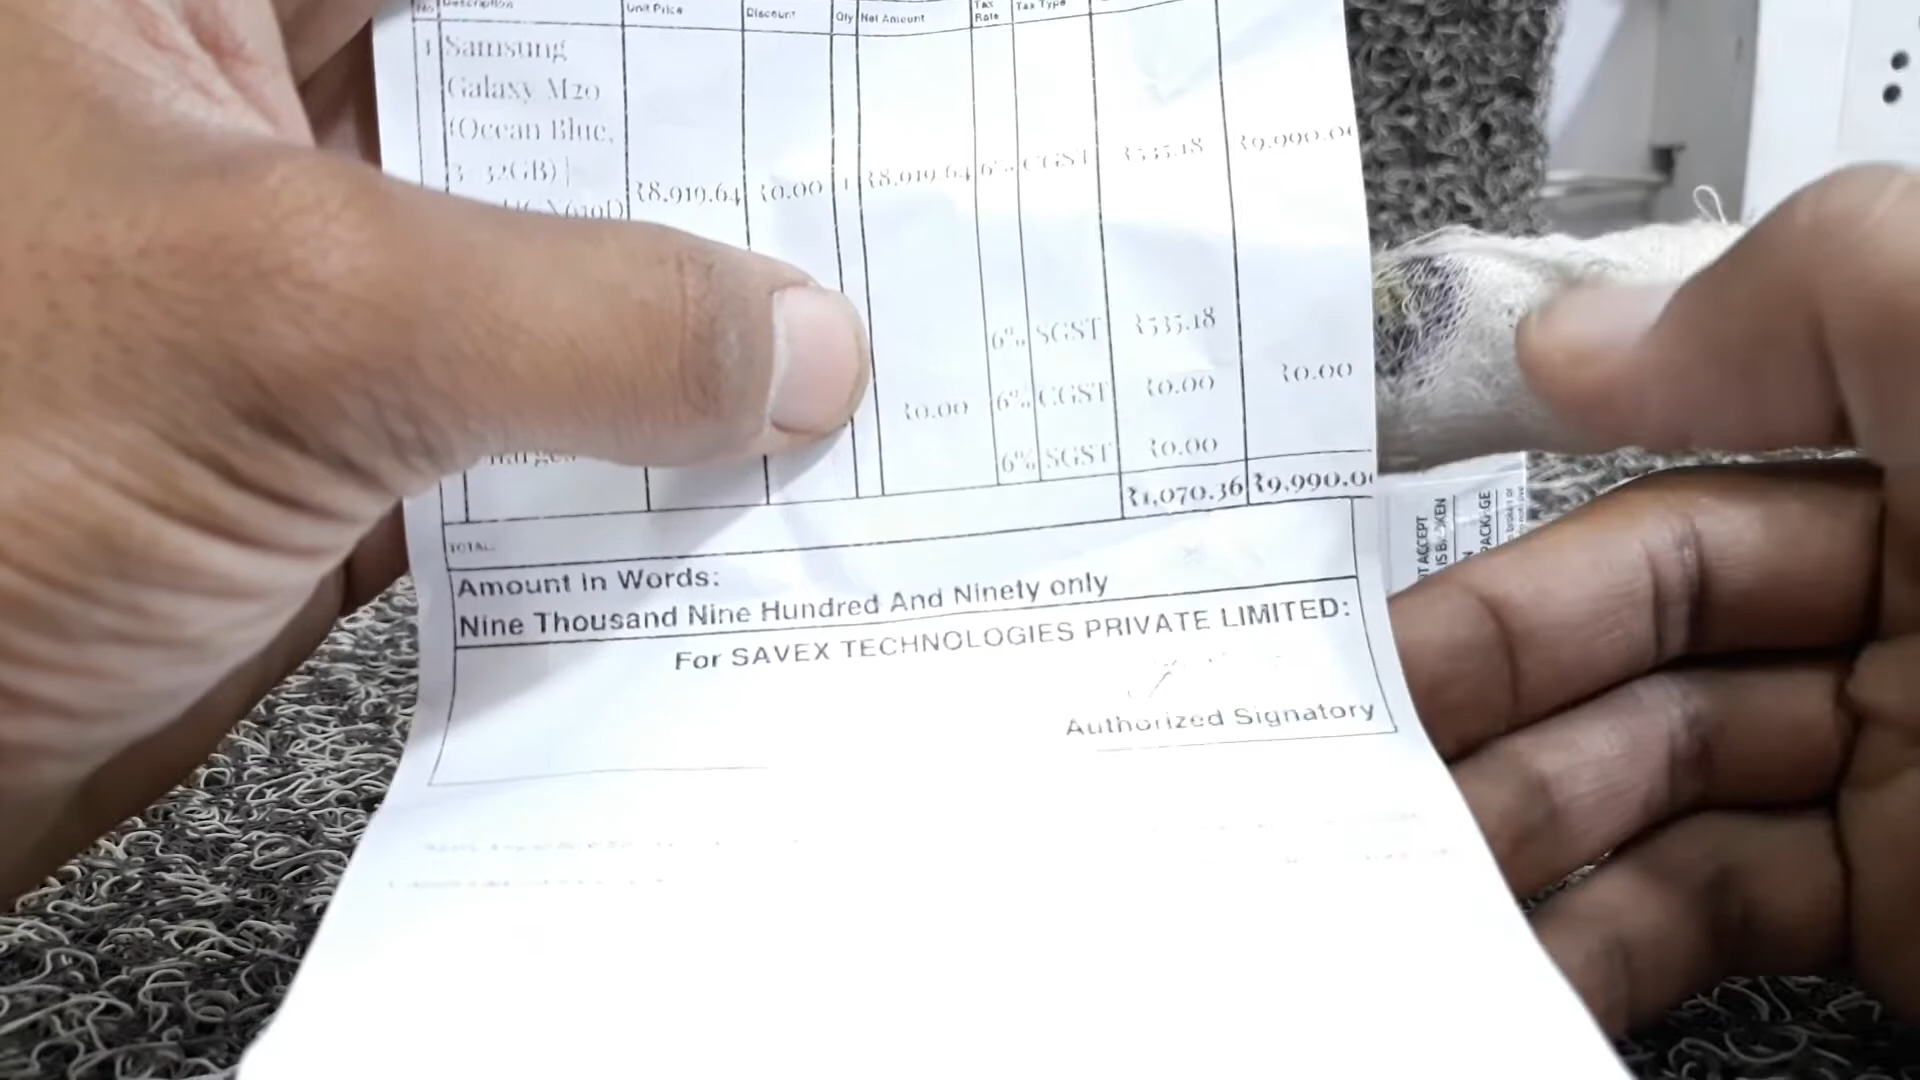 Description Unit Price Discount Qty Net Amount Tax Rate Tax Type
1 Samsung
Galaxy M20
(Ocean Blue,
3+32GB) |
₹8,919.64 ₹0.00 1 ₹8,919.64 6% CGST ₹535.18 ₹9,990.00
6% SGST ₹535.18
₹0.00 6% CGST ₹0.00 ₹0.00
6% SGST ₹0.00
TOTAL: ₹1,070.36 ₹9,990.00
Amount in Words:
Nine Thousand Nine Hundred And Ninety only
For SAVEX TECHNOLOGIES PRIVATE LIMITED:
Authorized Signatory
ACCEPT